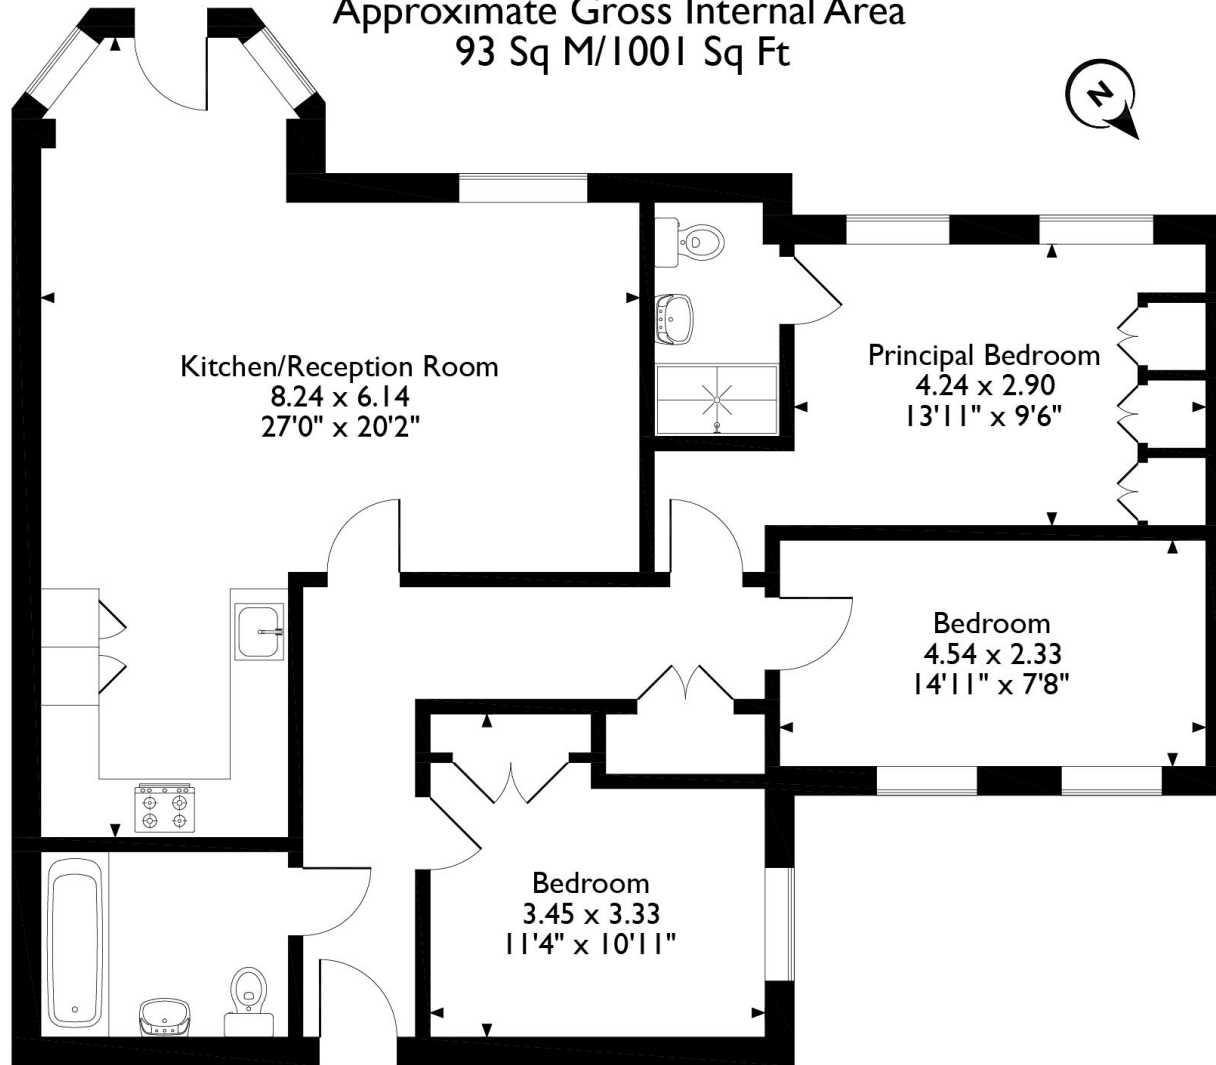 Approximate Gross Internal Area
93 Sq M/1001 Sq Ft
N
Kitchen/Reception Room
8.24 x 6.14
27'0" x 20'2"
Principal Bedroom
4.24 x 2.90
13'11" x 9'6"
Bedroom
4.54 x 2.33
14'11" x 7'8"
Bedroom
3.45 x 3.33
11'4" x 10'11"